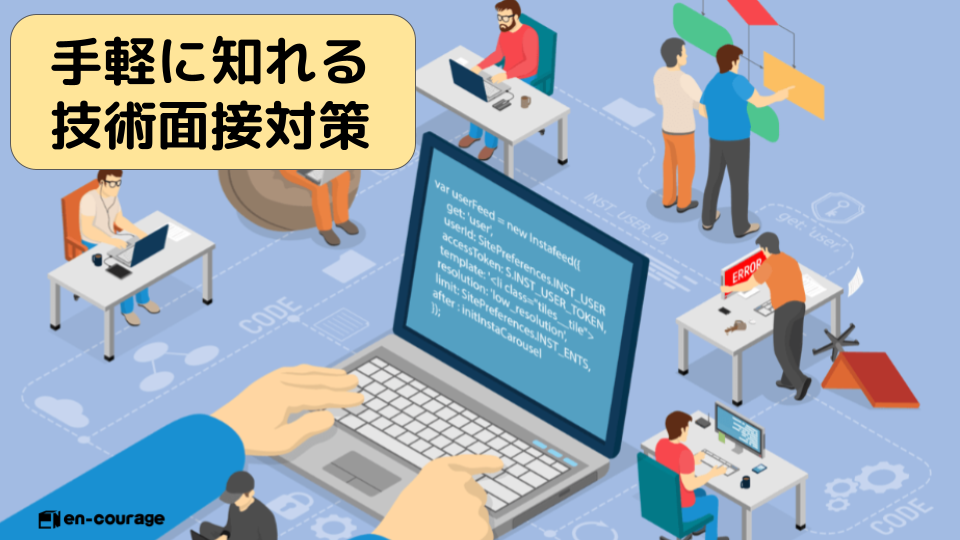 手軽に知れる
技術面接対策
var userFeed = new Instafeed({
get: 'user',
userId: SitePreferences.INST_USER
accessToken: S.INST_USER_TOKEN,
template: '<li class="tiles__tile">
resolution: 'low_resolution',
limit: SitePreferences.INST_ENTS,
after : initInstaCarousel
});
INST_USER_ID,
get: 'user'
ERROR
CODE
CODE
en-courage